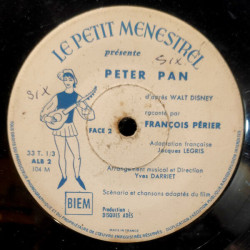 LE PETIT MENESTREL
présente
SIX
SIX
PETER PAN
d'après WALT DISNEY
raconté par
FRANÇOIS PÉRIER
FACE 2
33 T. 1/3
ALB 2
104 M
Adaptation française
Jacques LEGRIS
Arrangement musical et Direction
Yves DARRIET
Scénario et chansons adaptés du film
BIEM
Production :
DISQUES ADÈS